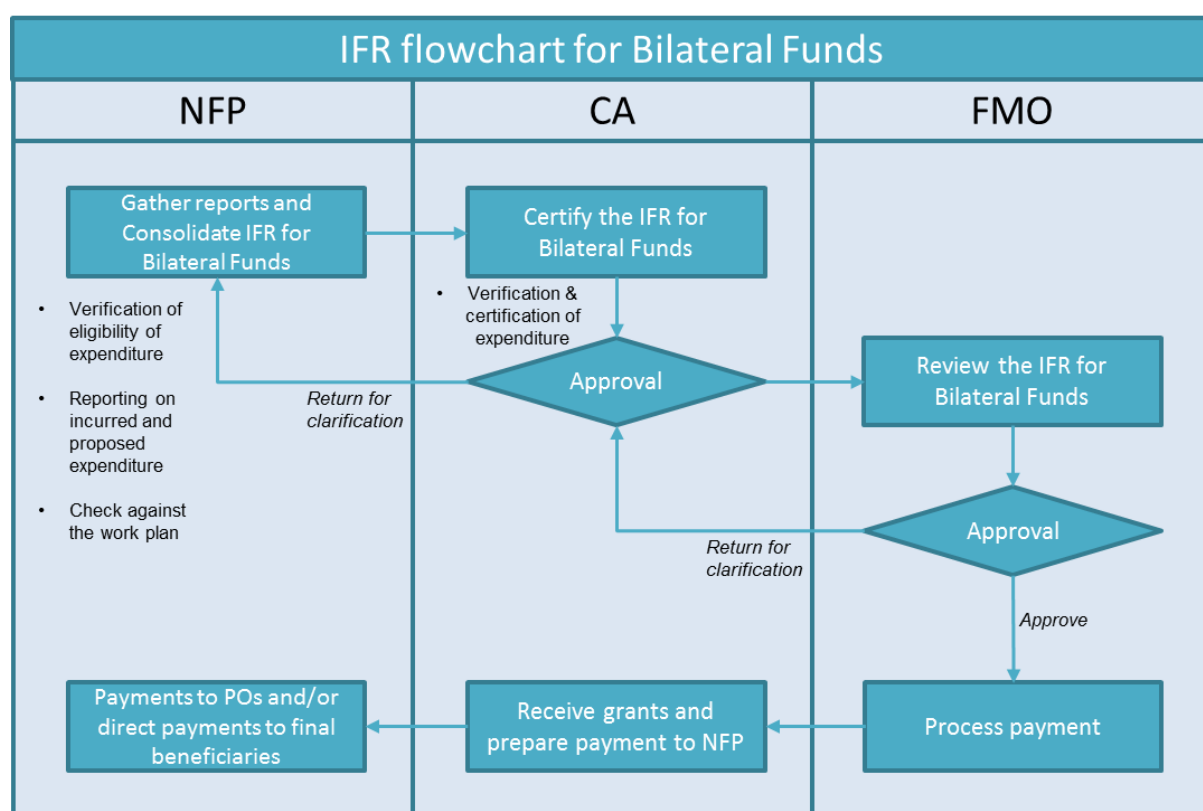 IFR flowchart for Bilateral Funds
NFP
CA
FMO
Gather reports and
Consolidate IFR for
Bilateral Funds
Certify the IFR for
Bilateral Funds
• Verification of
eligibility of
expenditure
• Reporting on
incurred and
proposed
expenditure
• Check against
the work plan
• Verification &
certification of
expenditure
Approval
Return for
clarification
Review the IFR for
Bilateral Funds
Approval
Return for
clarification
Approve
Payments to POs and/or
direct payments to final
beneficiaries
Receive grants and
prepare payment to NFP
Process payment